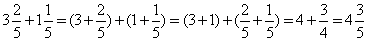 3 2/5 + 1 1/5 = (3 + 2/5) + (1 + 1/5) = (3 + 1) + (2/5 + 1/5) = 4 + 3/4 = 4 3/5